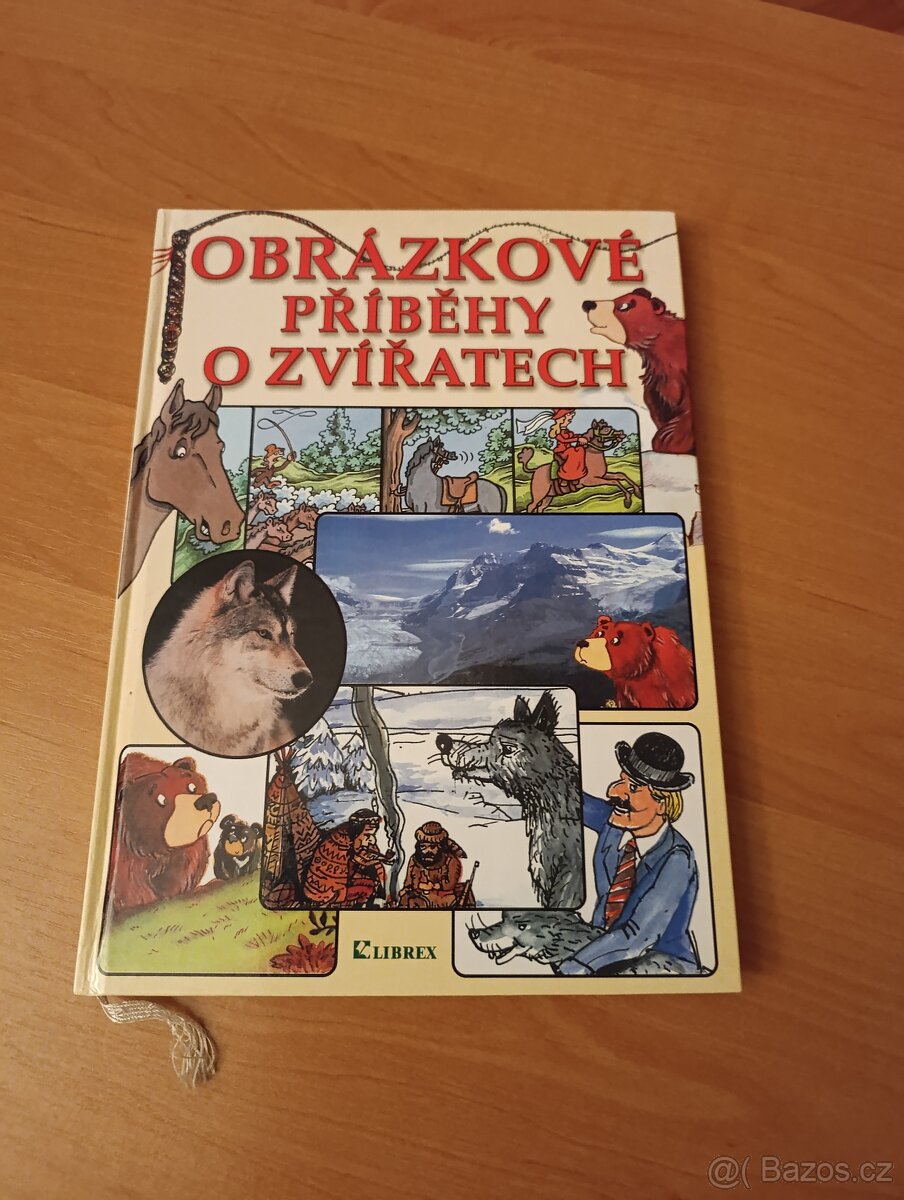 OBRÁZKOVÉ
PŘÍBĚHY
O ZVÍŘATECH
LIBREX
@( Bazos.cz